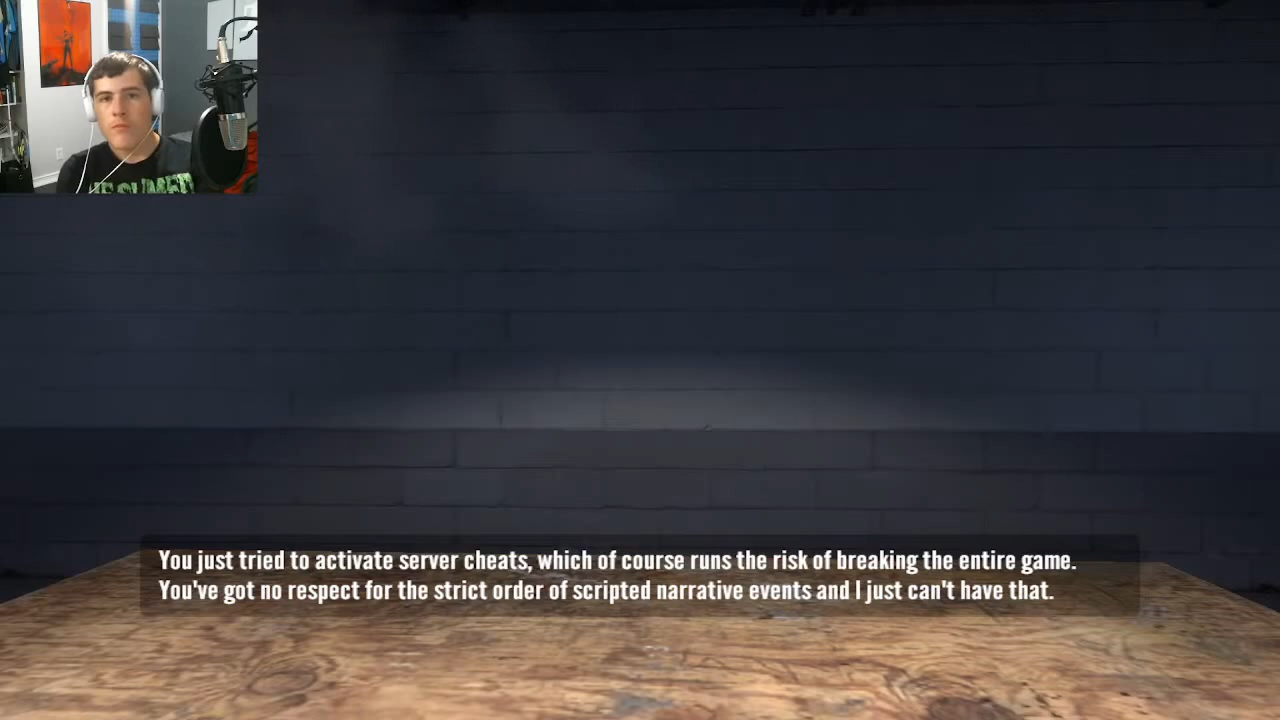 You just tried to activate server cheats, which of course runs the risk of breaking the entire game.
You've got no respect for the strict order of scripted narrative events and I just can't have that.